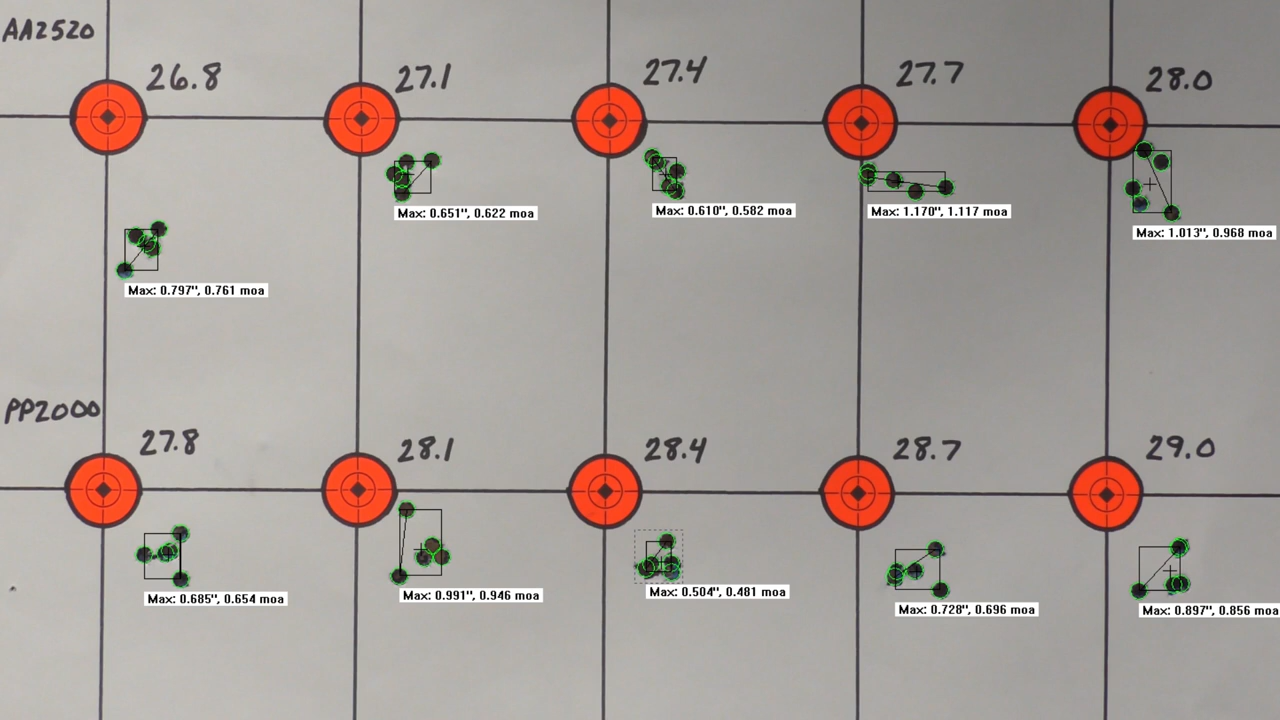 AA2520
26.8
27.1
27.4
27.7
28.0
Max: 0.651", 0.622 moa
Max: 0.610", 0.582 moa
Max: 1.170", 1.117 moa
Max: 1.013", 0.968 moa
Max: 0.797", 0.761 moa
PP2000
27.8
28.1
28.4
28.7
29.0
Max: 0.685", 0.654 moa
Max: 0.991", 0.946 moa
Max: 0.504", 0.481 moa
Max: 0.728", 0.696 moa
Max: 0.897", 0.856 moa